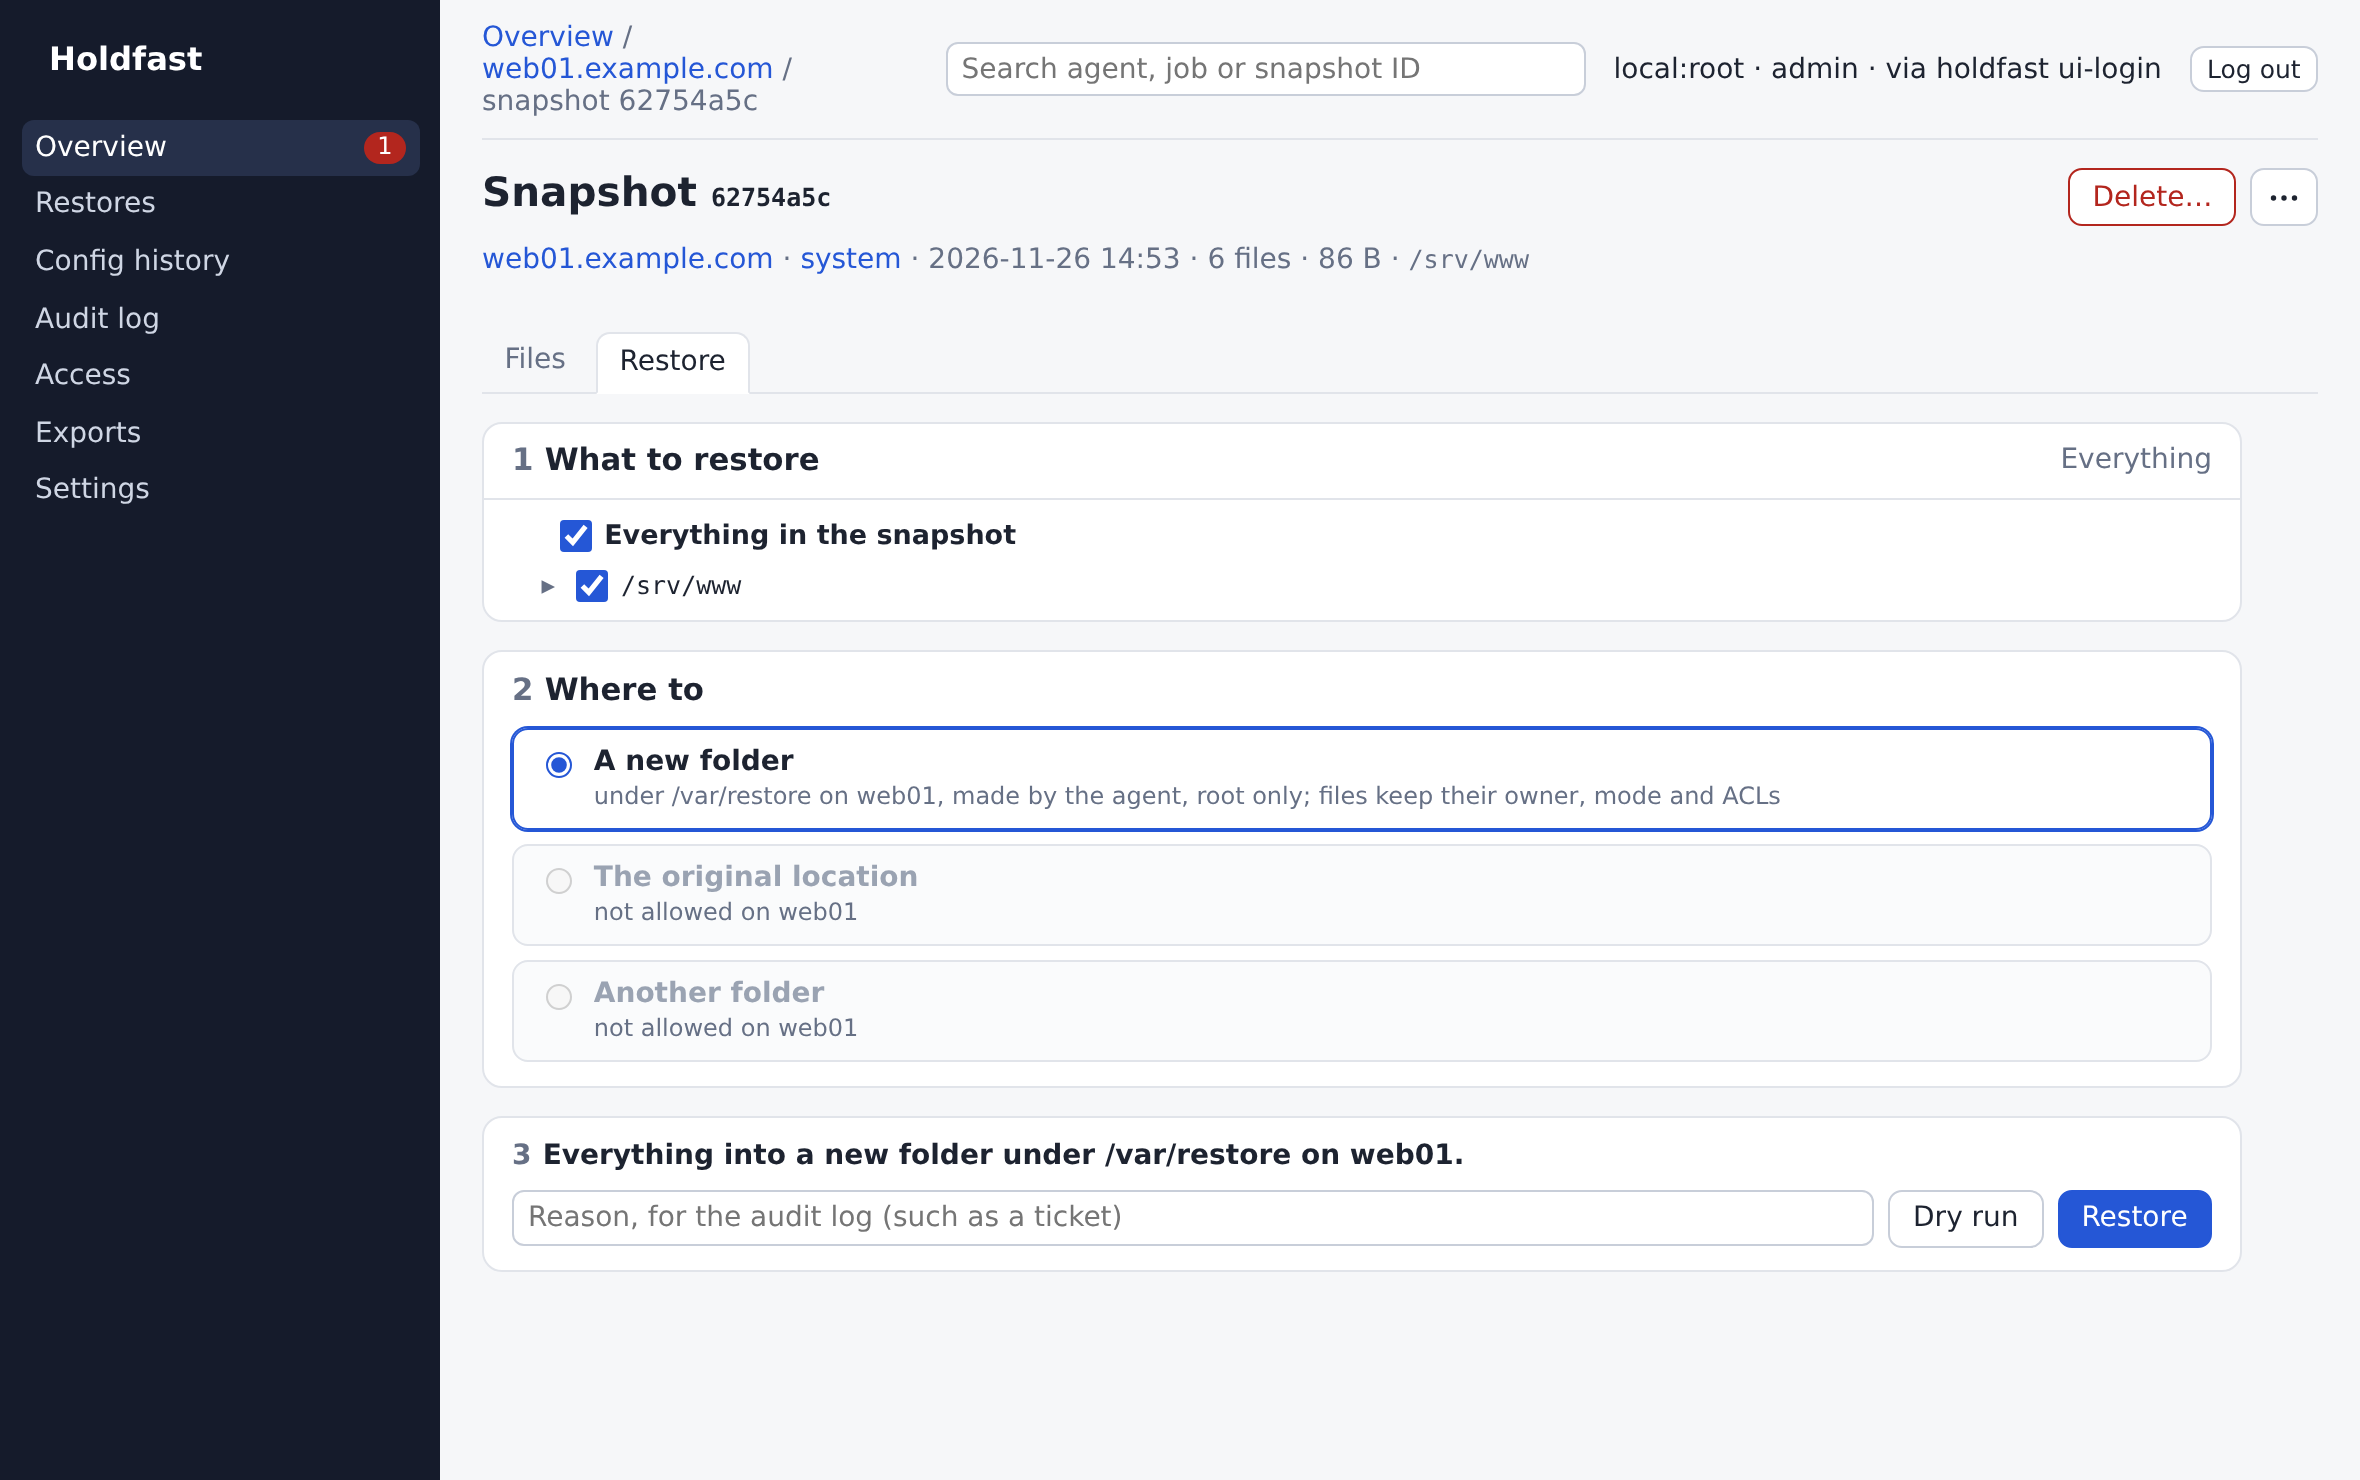 Holdfast
Overview 1
Restores
Config history
Audit log
Access
Exports
Settings
Overview /
web01.example.com /
snapshot 62754a5c
Search agent, job or snapshot ID
local:root · admin · via holdfast ui-login
Log out
Snapshot 62754a5c
Delete...
...
web01.example.com · system · 2026-11-26 14:53 · 6 files · 86 B · /srv/www
Files
Restore
1 What to restore
Everything
Everything in the snapshot
/srv/www
2 Where to
A new folder
under /var/restore on web01, made by the agent, root only; files keep their owner, mode and ACLs
The original location
not allowed on web01
Another folder
not allowed on web01
3 Everything into a new folder under /var/restore on web01.
Reason, for the audit log (such as a ticket)
Dry run
Restore